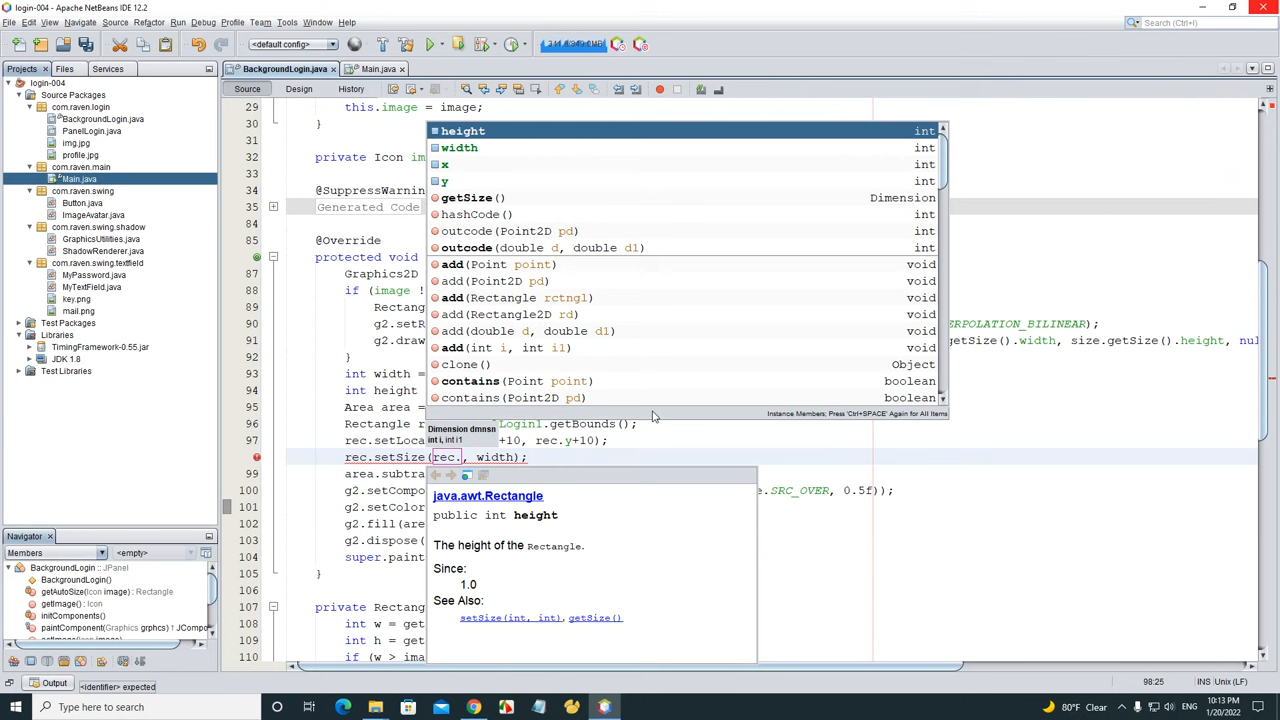 login-004 - Apache NetBeans IDE 12.2
File Edit View Navigate Source Refactor Run Debug Profile Team Tools Window Help
Search (Ctrl+I)
<default config>
Projects Files Services
BackgroundLogin.java Main.java
Source Design History
login-004
Source Packages
com.raven.login
BackgroundLogin.java
PanelLogin.java
img.jpg
profile.jpg
com.raven.main
Main.java
com.raven.swing
Button.java
ImageAvatar.java
com.raven.swing.shadow
GraphicsUtilities.java
ShadowRenderer.java
com.raven.swing.textfield
MyPassword.java
MyTextField.java
key.png
mail.png
Test Packages
Libraries
TimingFramework-0.55.jar
JDK 1.8
Test Libraries
29 this.image = image;
30 }
31
32 private Icon im
33
34 @SuppressWarnin
35 Generated Code
84
85 @Override
protected void
87 Graphics2D
88 if (image !
89 Rectangle
90 g2.setR ERPOLATION_BILINEAR);
91 g2.draw getSize().width, size.getSize().height, nul
92 }
93 int width =
94 int height
95 Area area =
96 Rectangle r Login1.getBounds();
97 rec.setLoca +10, rec.y+10);
rec.setSize(rec., width);
99 area.subtra
100 g2.setCompo e.SRC_OVER, 0.5f));
101 g2.setColor
102 g2.fill(are
103 g2.dispose(
104 super.paint
105 }
106
107 private Rectang
108 int w = get
109 int h = get
110 if (w > ima
height int
width int
x int
y int
getSize() Dimension
hashCode() int
outcode(Point2D pd) int
outcode(double d, double d1) int
add(Point point) void
add(Point2D pd) void
add(Rectangle rctngl) void
add(Rectangle2D rd) void
add(double d, double d1) void
add(int i, int i1) void
clone() Object
contains(Point point) boolean
contains(Point2D pd) boolean
Instance Members; Press 'Ctrl+SPACE' Again for All Items
Dimension dmnsn
int i, int i1
java.awt.Rectangle
public int height
The height of the Rectangle.
Since:
1.0
See Also:
setSize(int, int), getSize()
Navigator
Members <empty>
BackgroundLogin :: JPanel
BackgroundLogin()
getAutoSize(Icon image) : Rectangle
getImage() : Icon
initComponents()
paintComponent(Graphics grphcs) ↑ JCompo
Output <identifier> expected
98:25 INS Unix (LF)
Type here to search
80°F Clear
10:13 PM
1/20/2022